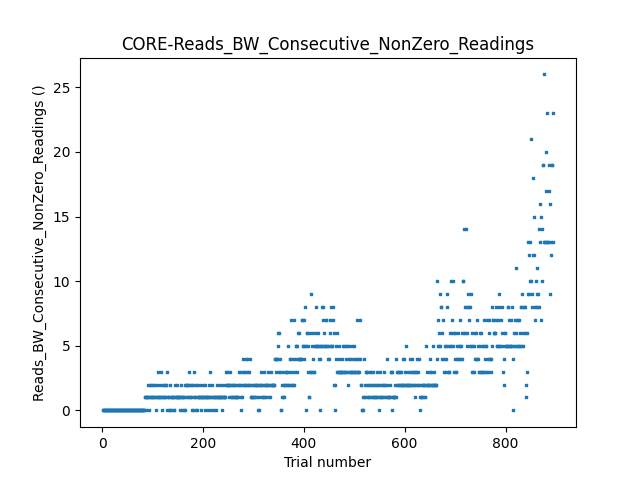 CORE-Reads_BW_Consecutive_NonZero_Readings
Reads_BW_Consecutive_NonZero_Readings ()
25
20
15
10
5
0
0 200 400 600 800
Trial number